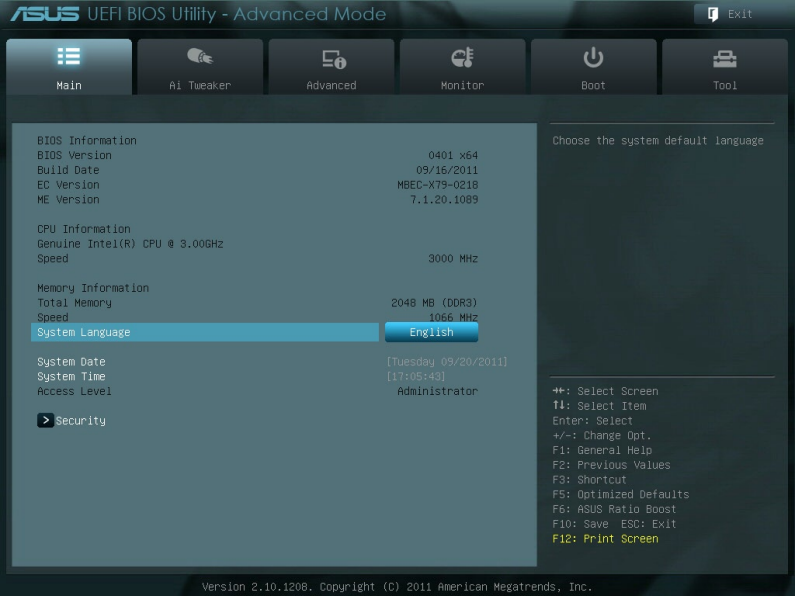 ASUS UEFI BIOS Utility - Advanced Mode
Exit
Main Ai Tweaker Advanced Monitor Boot Tool
BIOS Information
BIOS Version 0401 x64
Build Date 09/16/2011
EC Version MBEC-X79-0218
ME Version 7.1.20.1089
CPU Information
Genuine Intel(R) CPU @ 3.00GHz
Speed 3000 MHz
Memory Information
Total Memory 2048 MB (DDR3)
Speed 1066 MHz
System Language English
System Date [Tuesday 09/20/2011]
System Time [17:05:43]
Access Level Administrator
> Security
Choose the system default language
→←: Select Screen
↑↓: Select Item
Enter: Select
+/-: Change Opt.
F1: General Help
F2: Previous Values
F3: Shortcut
F5: Optimized Defaults
F6: ASUS Ratio Boost
F10: Save ESC: Exit
F12: Print Screen
Version 2.10.1208. Copyright (C) 2011 American Megatrends, Inc.